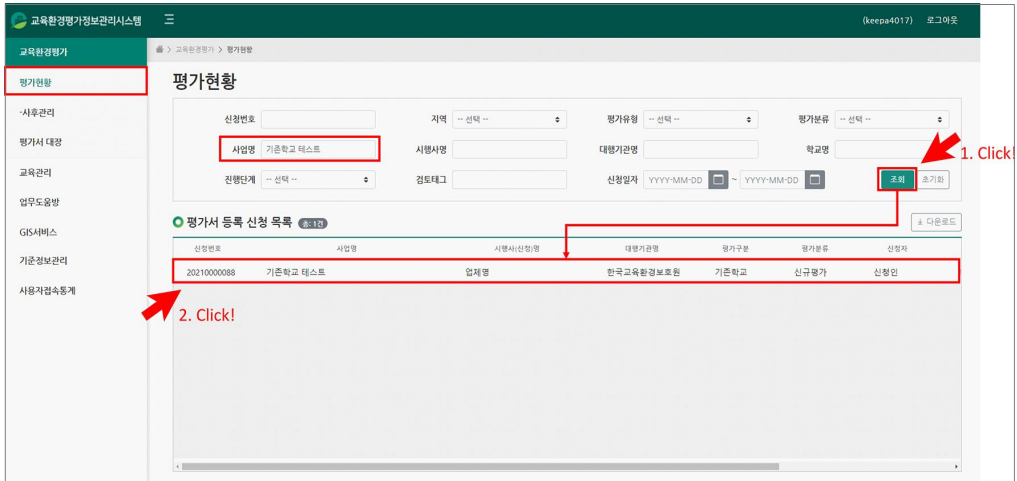 교육환경평가정보관리시스템
(keepa4017) 로그아웃
교육환경평가
교육환경평가 > 평가현황
평가현황
-사후관리
평가서 대장
교육관리
업무도움방
GIS서비스
기준정보관리
사용자접속통계
평가현황
신청번호 지역 -- 선택 -- 평가유형 -- 선택 -- 평가분류 -- 선택 --
사업명 기존학교 테스트 시행사명 대행기관명 학교명
1. Click!
진행단계 -- 선택 -- 검토태그 신청일자 YYYY-MM-DD ~ YYYY-MM-DD 조회 초기화
평가서 등록 신청 목록 총: 1건 다운로드
신청번호 사업명 시행사(신청)명 대행기관명 평가구분 평가분류 신청자
20210000088 기존학교 테스트 업체명 한국교육환경보호원 기존학교 신규평가 신청인
2. Click!